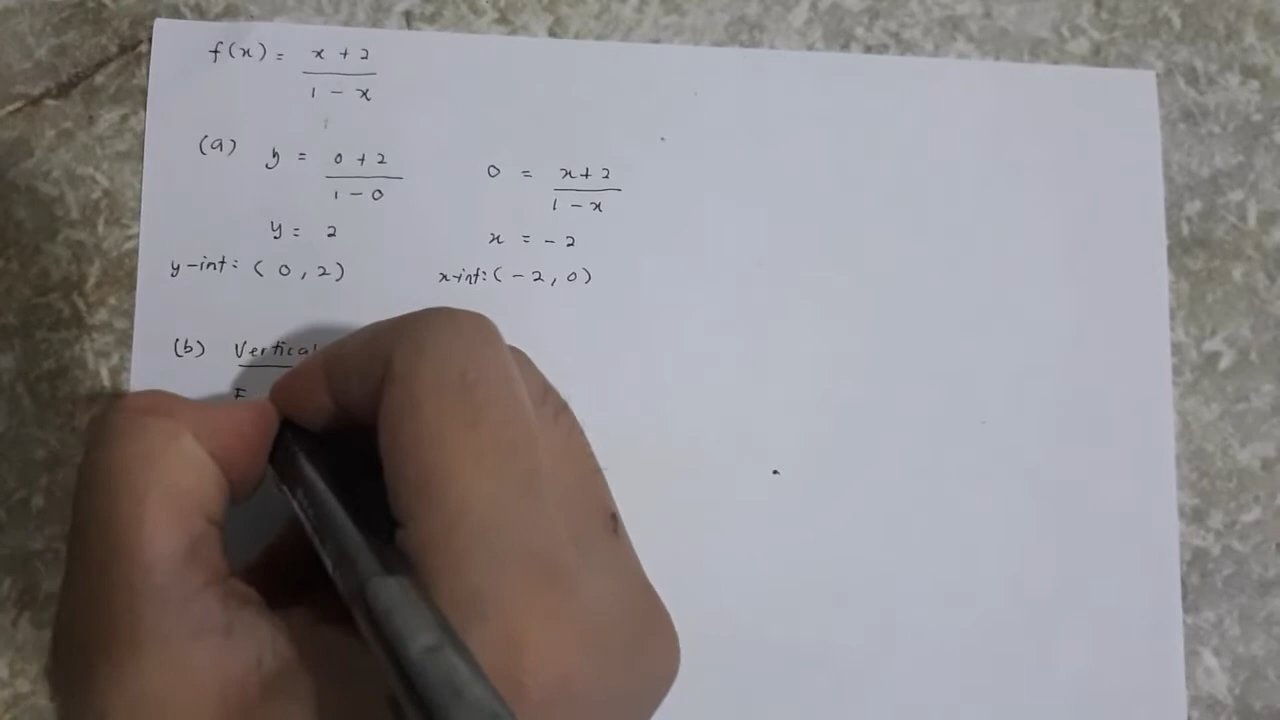 f(x) = x + 2
1 - x
(a) y = 0 + 2
1 - 0
y = 2
y-int: (0, 2)
0 = x + 2
1 - x
x = -2
x-int: (-2, 0)
(b) Vertical